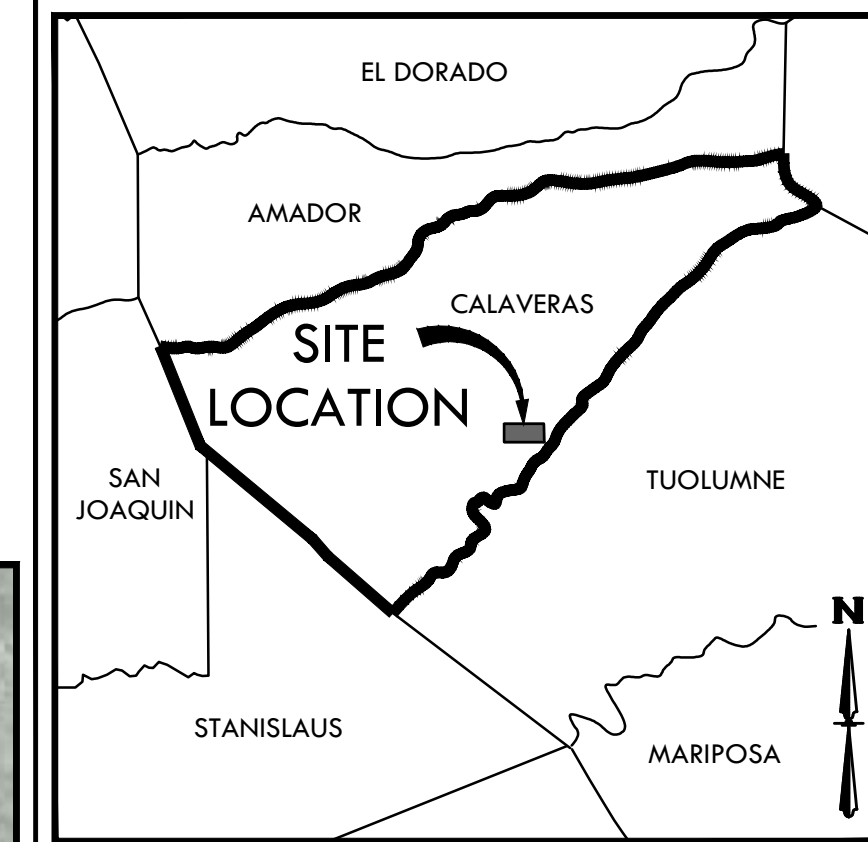 EL DORADO
AMADOR
CALAVERAS
SITE
LOCATION
SAN
JOAQUIN
TUOLUMNE
N
STANISLAUS
MARIPOSA